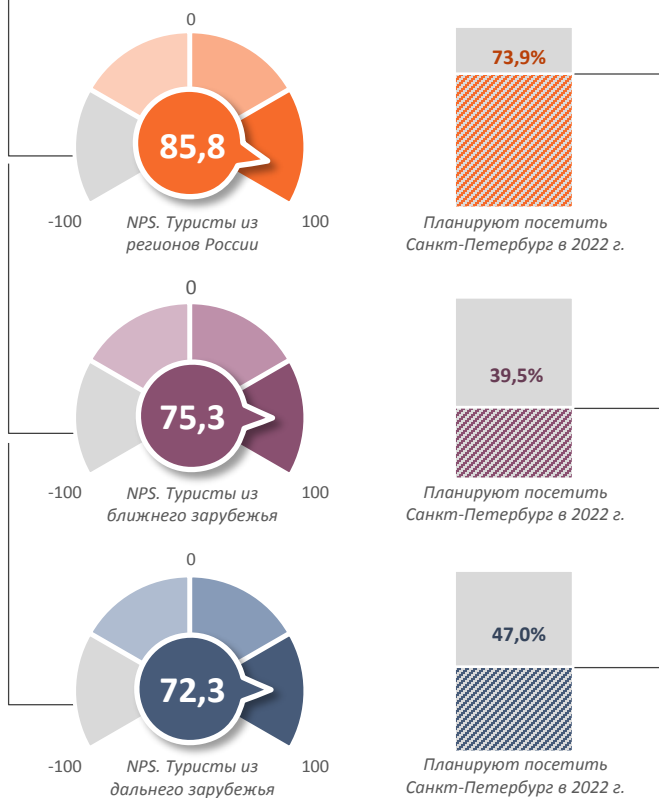 0
85,8
-100
100
NPS. Туристы из
регионов России
73,9%
Планируют посетить
Санкт-Петербург в 2022 г.
0
75,3
-100
100
NPS. Туристы из
ближнего зарубежья
39,5%
Планируют посетить
Санкт-Петербург в 2022 г.
0
72,3
-100
100
NPS. Туристы из
дальнего зарубежья
47,0%
Планируют посетить
Санкт-Петербург в 2022 г.